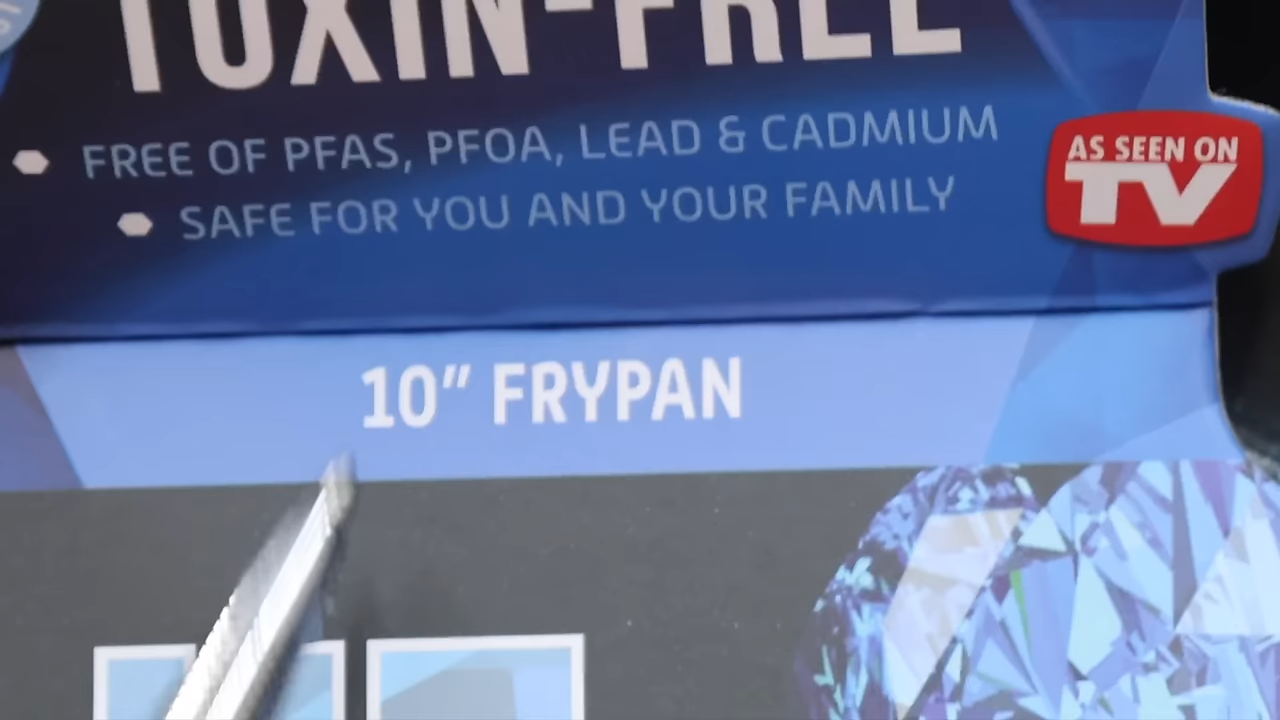 TOXIN-FREE
FREE OF PFAS, PFOA, LEAD & CADMIUM
SAFE FOR YOU AND YOUR FAMILY
AS SEEN ON
TV
10” FRYPAN